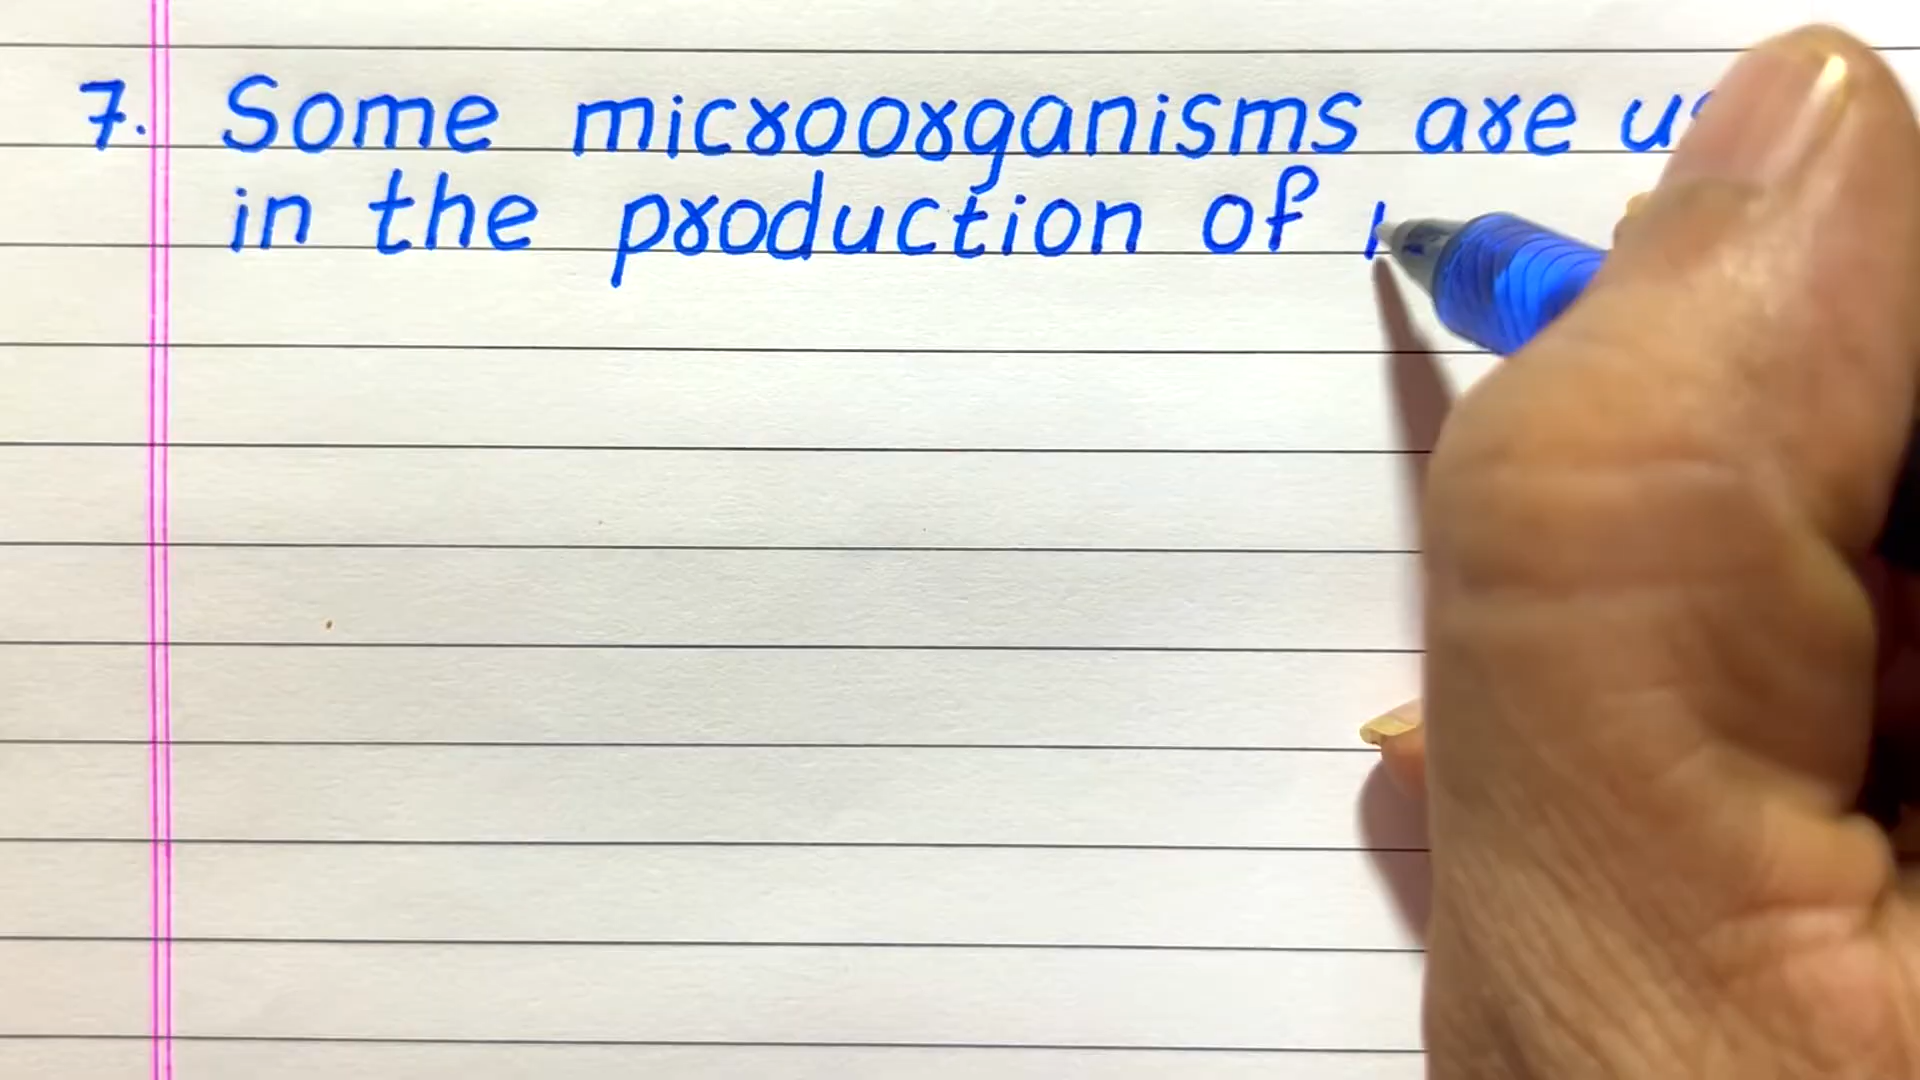 7. Some microorganisms are
in the production of